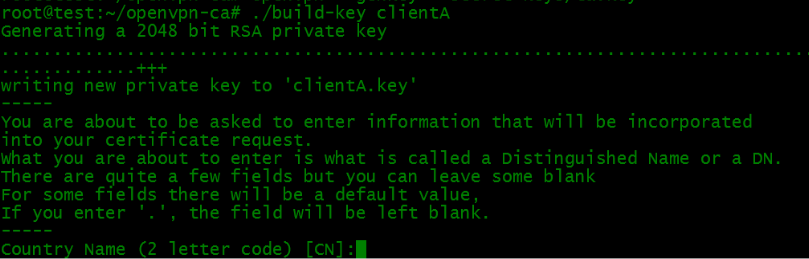 root@test:~/openvpn-ca# ./build-key clientA
Generating a 2048 bit RSA private key
.........................................................................................
.............+++
writing new private key to 'clientA.key'
-----
You are about to be asked to enter information that will be incorporated
into your certificate request.
What you are about to enter is what is called a Distinguished Name or a DN.
There are quite a few fields but you can leave some blank
For some fields there will be a default value,
If you enter '.', the field will be left blank.
-----
Country Name (2 letter code) [CN]: